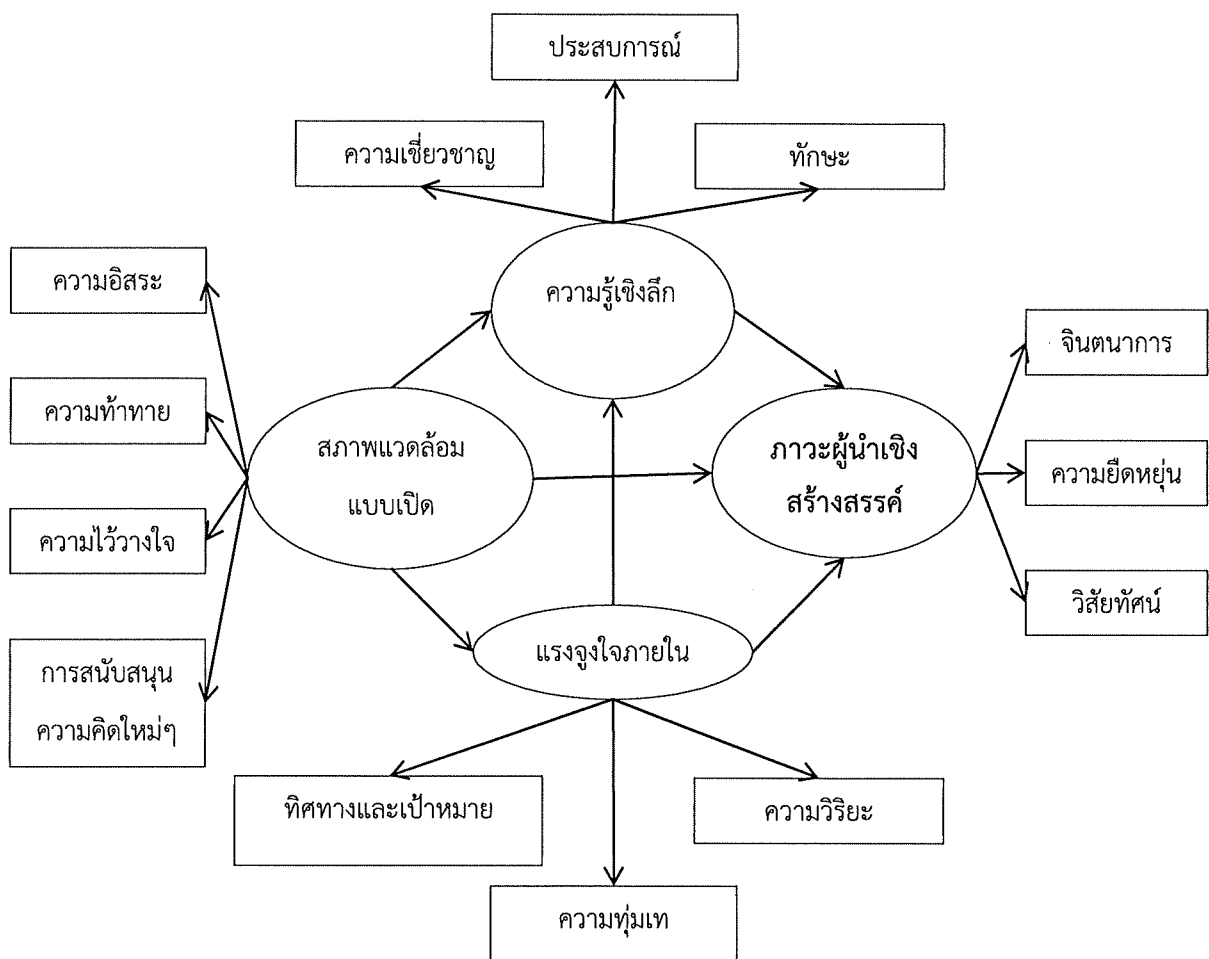 ประสบการณ์
ความเชี่ยวชาญ
ทักษะ
ความอิสระ
ความรู้เชิงลึก
จินตนาการ
ความท้าทาย
สภาพแวดล้อม
แบบเปิด
ภาวะผู้นำเชิง
สร้างสรรค์
ความยืดหยุ่น
ความไว้วางใจ
วิสัยทัศน์
แรงจูงใจภายใน
การสนับสนุน
ความคิดใหม่ๆ
ทิศทางและเป้าหมาย
ความวิริยะ
ความทุ่มเท